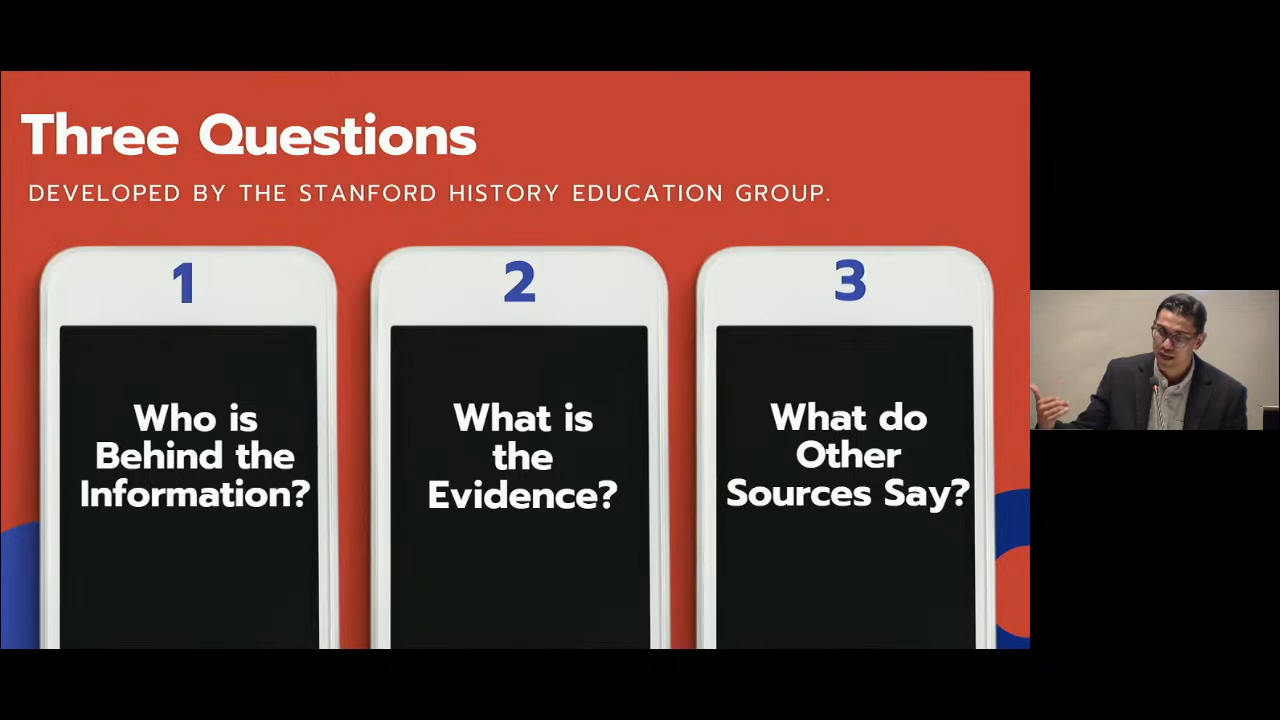 Three Questions
DEVELOPED BY THE STANFORD HISTORY EDUCATION GROUP.
1
Who is
Behind the
Information?
2
What is
the
Evidence?
3
What do
Other
Sources Say?